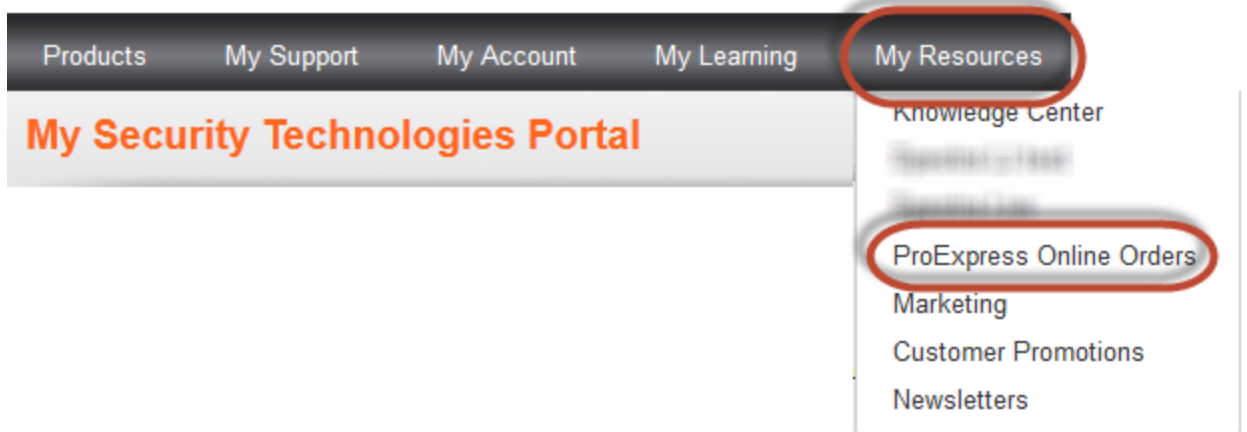 Products My Support My Account My Learning My Resources
My Security Technologies Portal
Knowledge Center
ProExpress Online Orders
Marketing
Customer Promotions
Newsletters